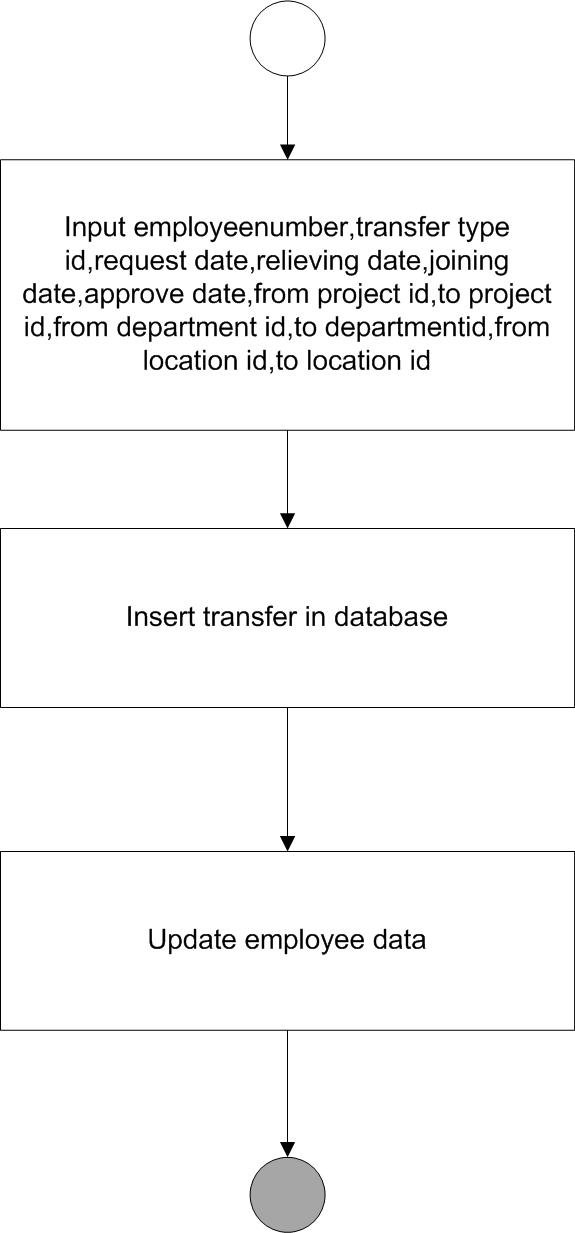 Input employeenumber,transfer type
id,request date,relieving date,joining
date,approve date,from project id,to project
id,from department id,to departmentid,from
location id,to location id
Insert transfer in database
Update employee data